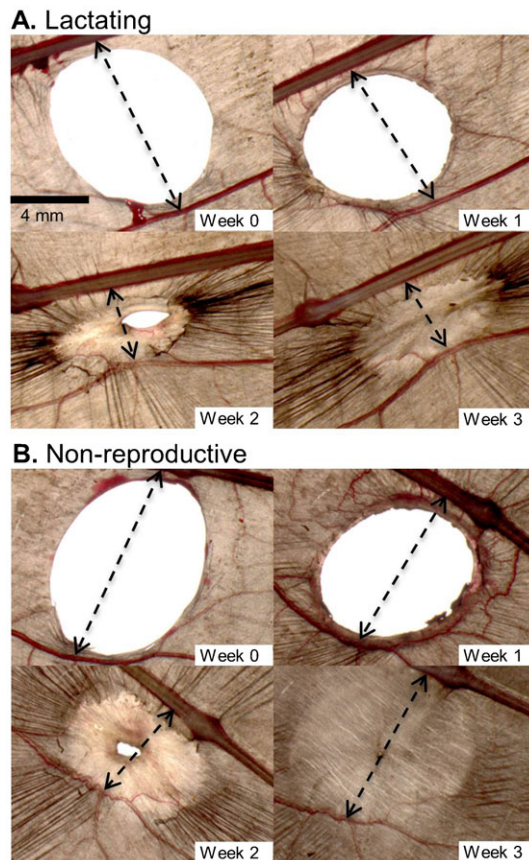 A. Lactating
4 mm
Week 0
Week 1
Week 2
Week 3
B. Non-reproductive
Week 0
Week 1
Week 2
Week 3